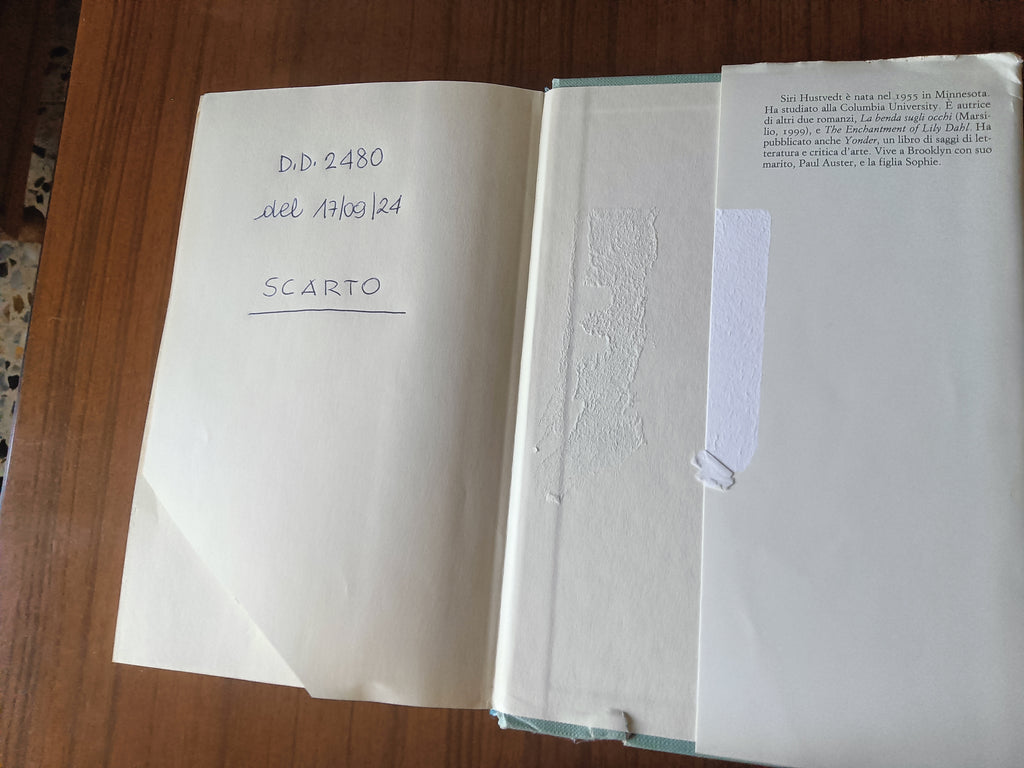 D.D. 2480
del 17/09/24
SCARTO
Siri Hustvedt è nata nel 1955 in Minnesota.
Ha studiato alla Columbia University. È autrice
di altri due romanzi, La benda sugli occhi (Marsi-
lio, 1999), e The Enchantment of Lily Dahl. Ha
pubblicato anche Yonder, un libro di saggi di let-
teratura e critica d'arte. Vive a Brooklyn con suo
marito, Paul Auster, e la figlia Sophie.